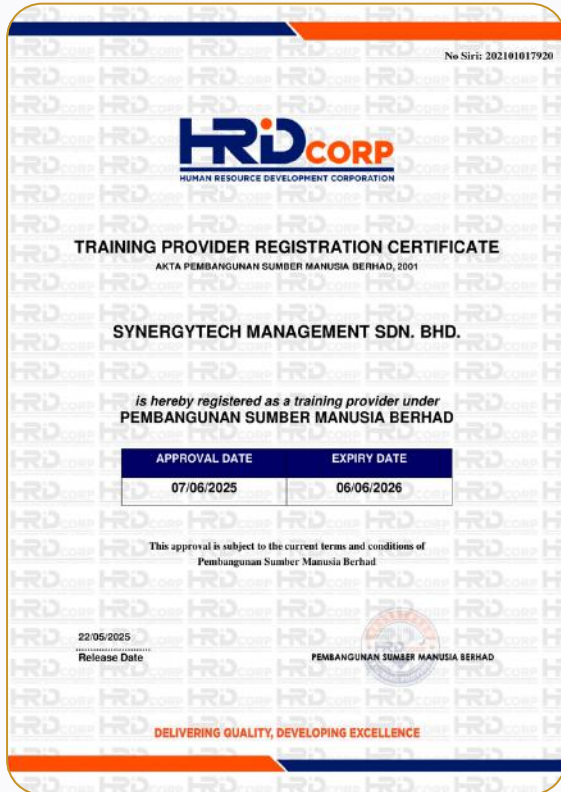 No Siri: 202101017920
HRDCORP
HUMAN RESOURCE DEVELOPMENT CORPORATION
TRAINING PROVIDER REGISTRATION CERTIFICATE
AKTA PEMBANGUNAN SUMBER MANUSIA BERHAD, 2001
SYNERGYTECH MANAGEMENT SDN. BHD.
is hereby registered as a training provider under
PEMBANGUNAN SUMBER MANUSIA BERHAD
APPROVAL DATE EXPIRY DATE
07/06/2025 06/06/2026
This approval is subject to the current terms and conditions of
Pembangunan Sumber Manusia Berhad
22/05/2025
Release Date
PEMBANGUNAN SUMBER MANUSIA BERHAD
DELIVERING QUALITY, DEVELOPING EXCELLENCE